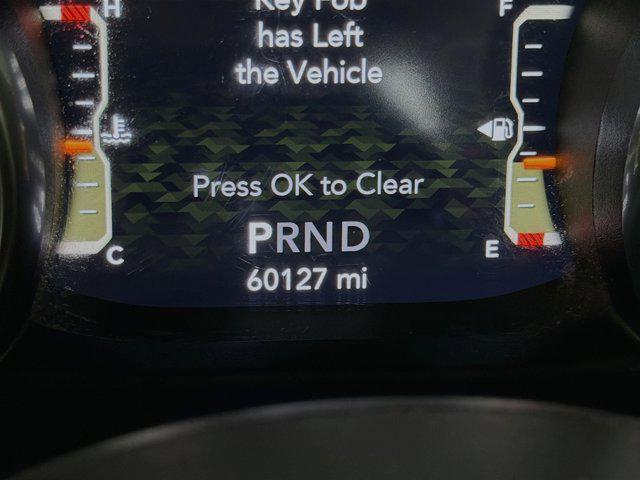 H
F
Key Fob
has Left
the Vehicle
Press OK to Clear
PRND
C
E
60127 mi